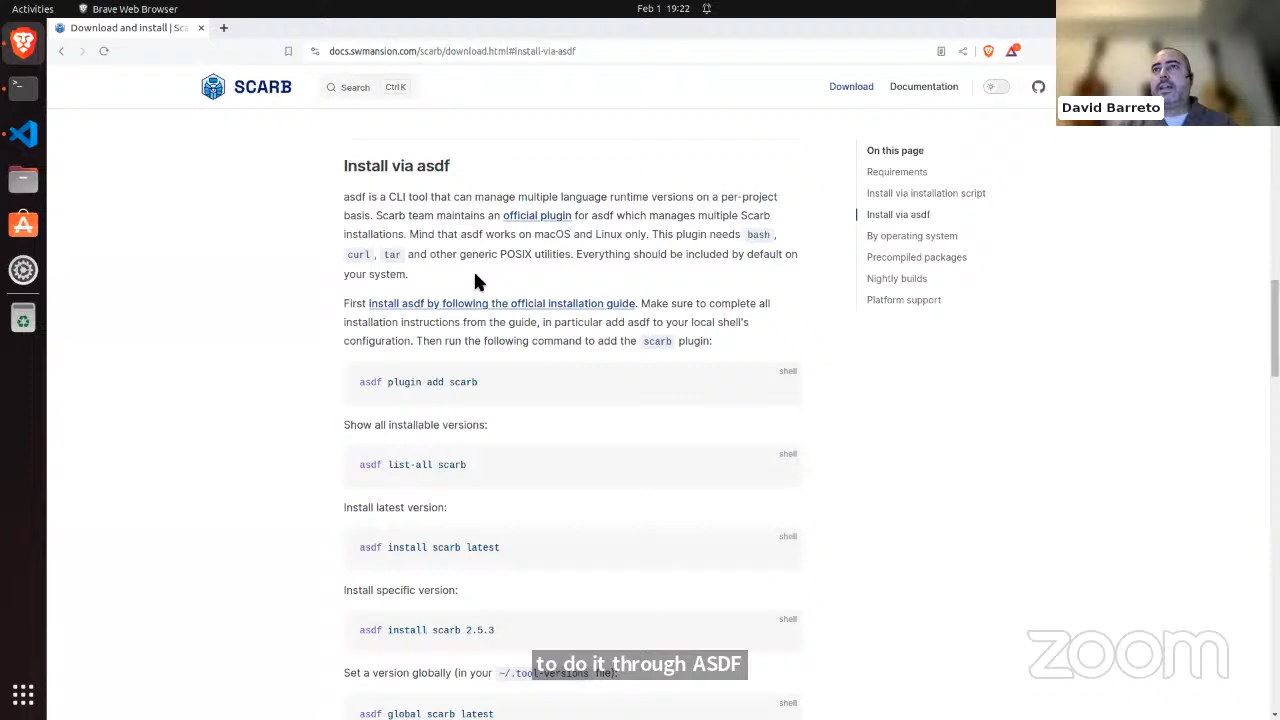 Activities
Brave Web Browser
Feb 1 19:22
Download and install | Sca
docs.swmansion.com/scarb/download.html#install-via-asdf
SCARB
Search
Ctrl K
Download
Documentation
David Barreto
Install via asdf
asdf is a CLI tool that can manage multiple language runtime versions on a per-project
basis. Scarb team maintains an official plugin for asdf which manages multiple Scarb
installations. Mind that asdf works on macOS and Linux only. This plugin needs bash,
curl, tar and other generic POSIX utilities. Everything should be included by default on
your system.
First install asdf by following the official installation guide. Make sure to complete all
installation instructions from the guide, in particular add asdf to your local shell's
configuration. Then run the following command to add the scarb plugin:
shell
asdf plugin add scarb
Show all installable versions:
shell
asdf list-all scarb
Install latest version:
shell
asdf install scarb latest
Install specific version:
shell
asdf install scarb 2.5.3
Set a version globally (in your ~/.tool-versions file):
shell
asdf global scarb latest
On this page
Requirements
Install via installation script
Install via asdf
By operating system
Precompiled packages
Nightly builds
Platform support
to do it through ASDF
zoom